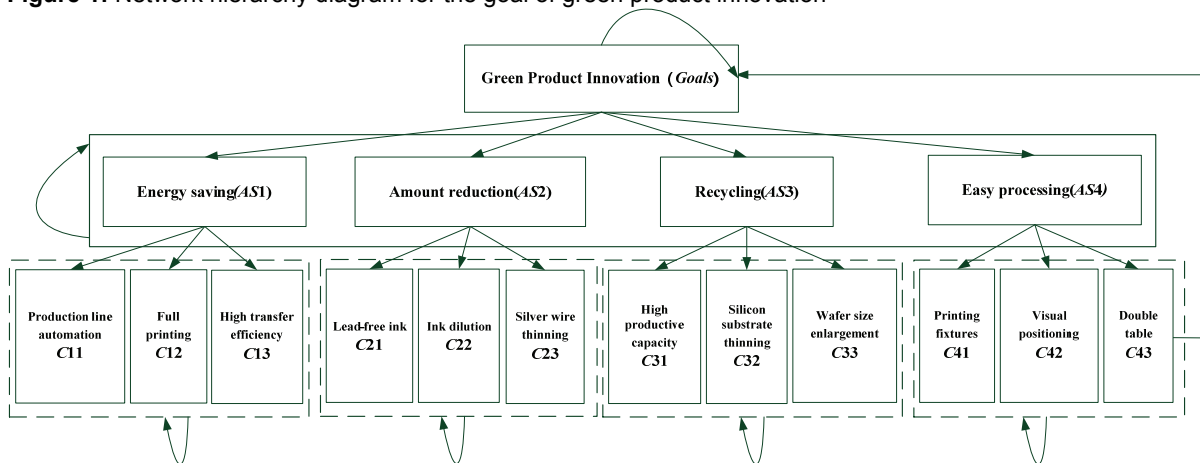 Figure 1. Network hierarchy diagram for the goal of green product innovation
Green Product Innovation (Goals)
Energy saving(AS1)
Amount reduction(AS2)
Recycling(AS3)
Easy processing(AS4)
Production line
automation
C11
Full
printing
C12
High transfer
efficiency
C13
Lead-free ink
C21
Ink dilution
C22
Silver wire
thinning
C23
High
productive
capacity
C31
Silicon
substrate
thinning
C32
Wafer size
enlargement
C33
Printing
fixtures
C41
Visual
positioning
C42
Double
table
C43